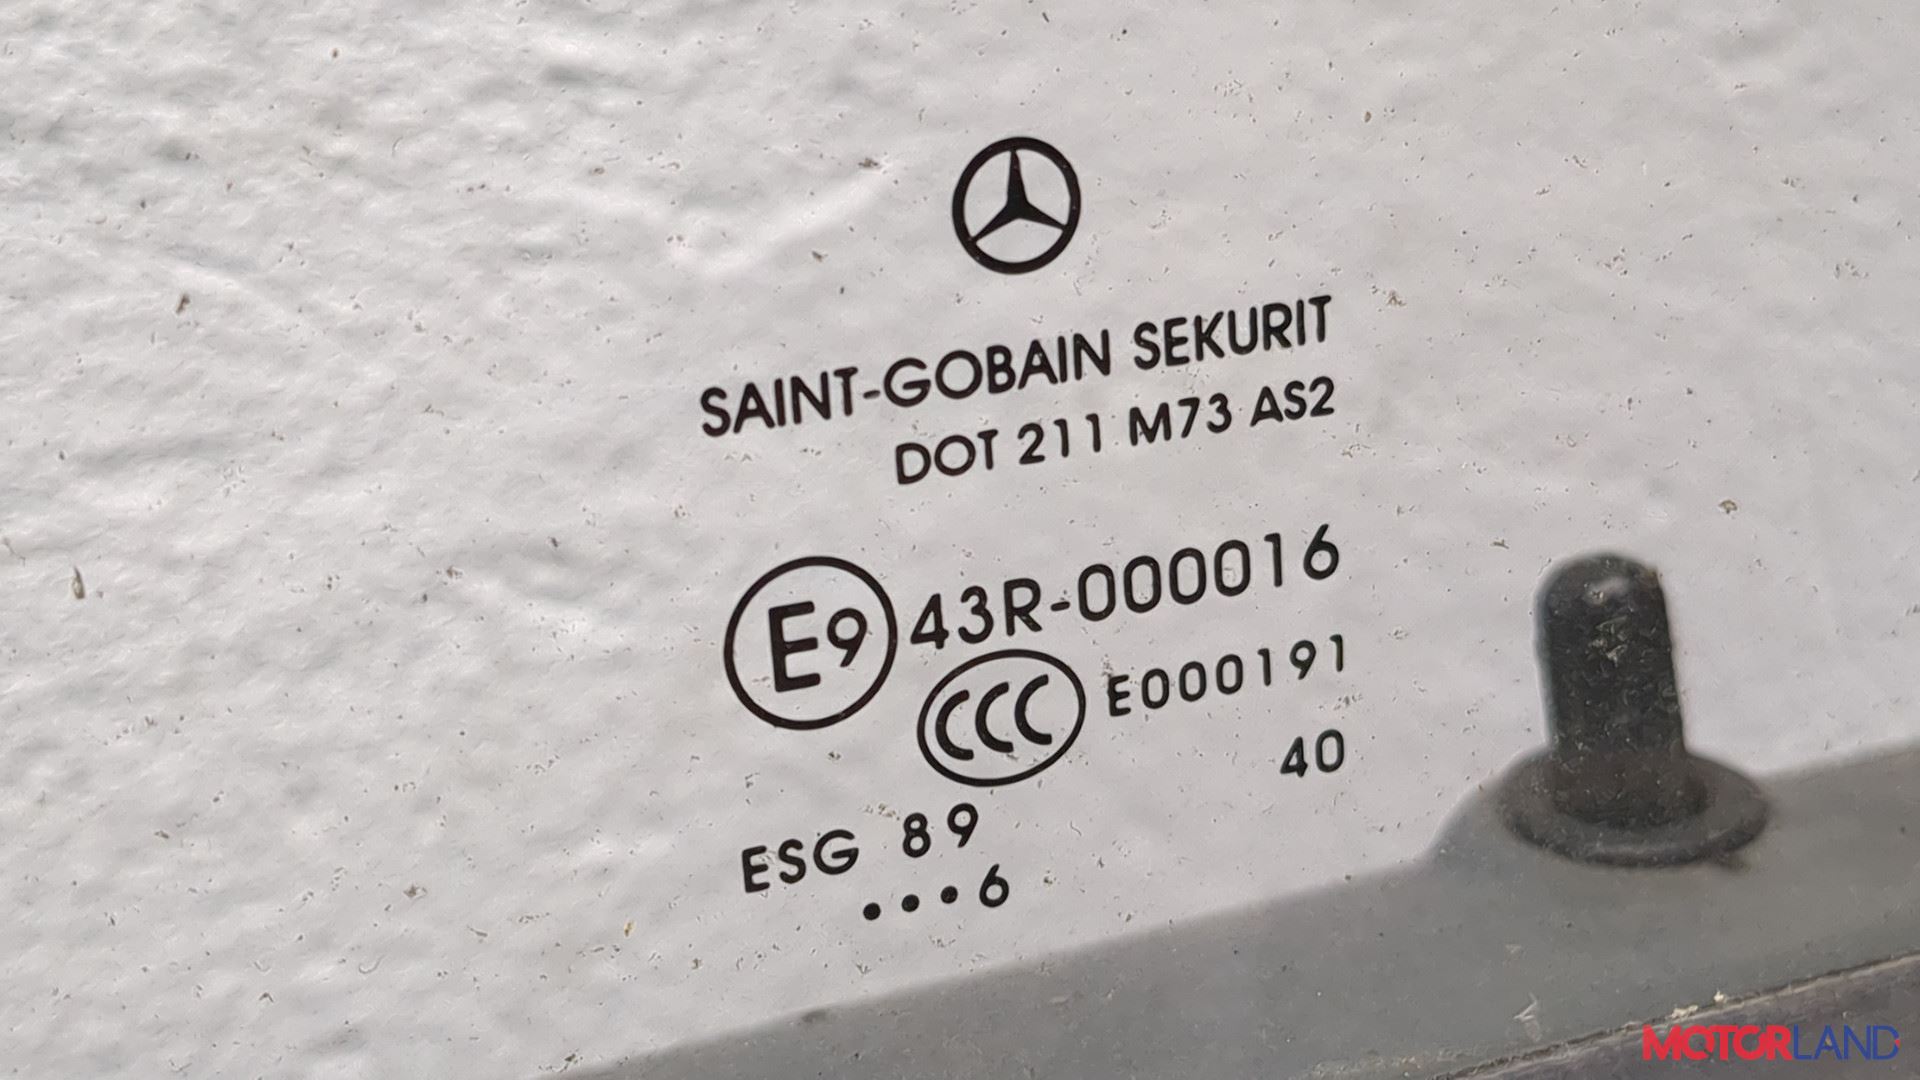 SAINT-GOBAIN SEKURIT
DOT 211 M73 AS2
E9 43R-000016
CCC E000191
40
ESG 89
•••6
MOTORLAND